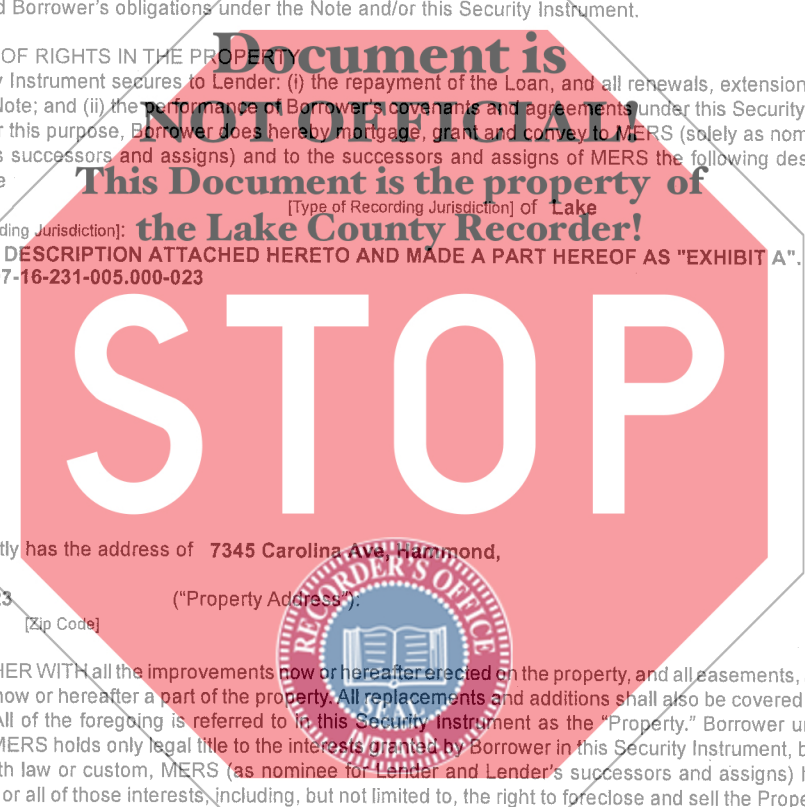 d Borrower's obligations under the Note and/or this Security Instrument.
OF RIGHTS IN THE PROPERTY
Document is
y Instrument secures to Lender: (i) the repayment of the Loan, and all renewals, extension
Note; and (ii) the performance of Borrower's covenants and agreements under this Security
NOT OFFICIAL!
r this purpose, Borrower does hereby mortgage, grant and convey to MERS (solely as nom
s successors and assigns) and to the successors and assigns of MERS the following des
e
This Document is the property of
[Type of Recording Jurisdiction] of Lake
ding Jurisdiction]:
the Lake County Recorder!
DESCRIPTION ATTACHED HERETO AND MADE A PART HEREOF AS "EXHIBIT A".
7-16-231-005.000-023
STOP
tly has the address of 7345 Carolina Ave, Hammond,
3 ("Property Address"):
[Zip Code]
RECORDER'S OFFICE
SEAL
INDIANA
HER WITH all the improvements now or hereafter erected on the property, and all easements,
now or hereafter a part of the property. All replacements and additions shall also be covered
All of the foregoing is referred to in this Security Instrument as the "Property." Borrower u
MERS holds only legal title to the interests granted by Borrower in this Security Instrument, b
th law or custom, MERS (as nominee for Lender and Lender's successors and assigns) h
or all of those interests, including, but not limited to, the right to foreclose and sell the Prop